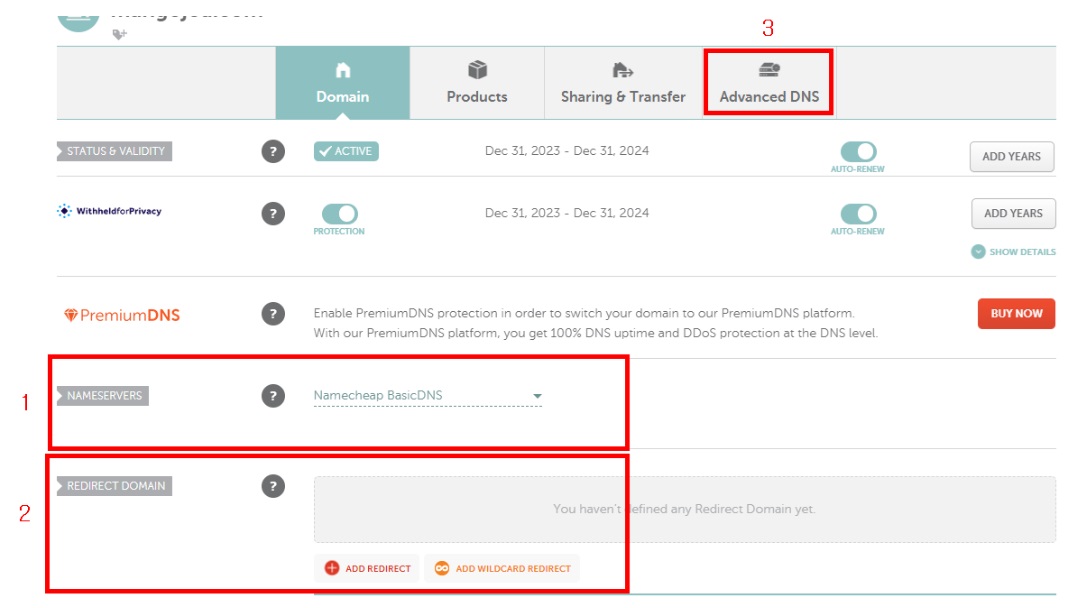 3
Domain
Products
Sharing & Transfer
Advanced DNS
STATUS & VALIDITY
?
ACTIVE
Dec 31, 2023 - Dec 31, 2024
AUTO-RENEW
ADD YEARS
WithheldforPrivacy
?
PROTECTION
Dec 31, 2023 - Dec 31, 2024
AUTO-RENEW
ADD YEARS
SHOW DETAILS
PremiumDNS
?
Enable PremiumDNS protection in order to switch your domain to our PremiumDNS platform.
With our PremiumDNS platform, you get 100% DNS uptime and DDoS protection at the DNS level.
BUY NOW
1
NAMESERVERS
?
Namecheap BasicDNS
2
REDIRECT DOMAIN
?
You haven't defined any Redirect Domain yet.
ADD REDIRECT
ADD WILDCARD REDIRECT